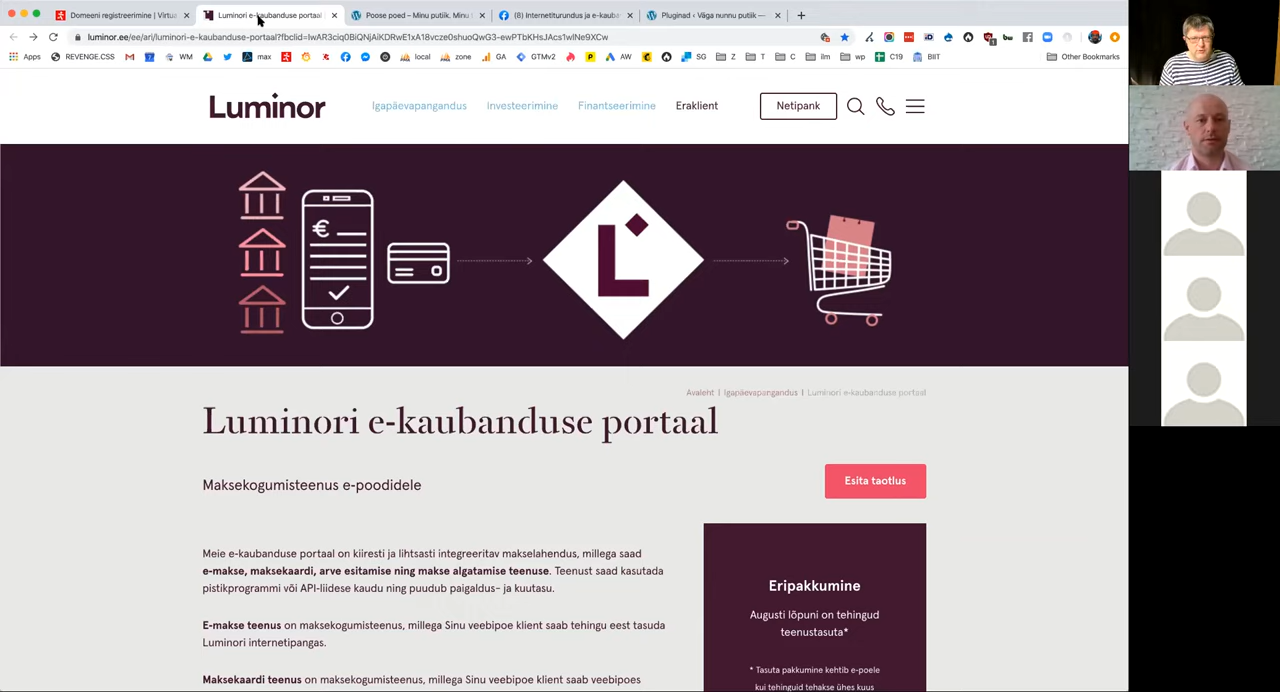 Domeeni registreerimine | Virtua
Luminori e-kaubanduse portaal
Poose poed – Minu putiik. Minu
(8) Internetiturundus ja e-kaub
Pluginad ‹ Väga nunnu putiik —
luminor.ee/ee/ari/luminori-e-kaubanduse-portaal?fbclid=IwAR3ciq0BiQNjAiKDRwE1xA18vcze0shuoQwG3-ewPTbKHsJAcs1wlNe9XCw
Apps
REVENGE.CSS
WM
max
local
zone
GA
GTMv2
AW
SG
Z
T
C
ilm
wp
C19
BIIT
Other Bookmarks
Luminor
Igapäevapangandus
Investeerimine
Finantseerimine
Eraklient
Netipank
Avaleht | Igapäevapangandus | Luminori e-kaubanduse portaal
Luminori e-kaubanduse portaal
Maksekogumisteenus e-poodidele
Esita taotlus
Meie e-kaubanduse portaal on kiiresti ja lihtsasti integreeritav makselahendus, millega saad
e-makse, maksekaardi, arve esitamise ning makse algatamise teenuse. Teenust saad kasutada
pistikprogrammi või API-liidese kaudu ning puudub paigaldus- ja kuutasu.
E-makse teenus on maksekogumisteenus, millega Sinu veebipoe klient saab tehingu eest tasuda
Luminori internetipangas.
Maksekaardi teenus on maksekogumisteenus, millega Sinu veebipoe klient saab veebipoes
Eripakkumine
Augusti lõpuni on tehingud
teenustasuta*
* Tasuta pakkumine kehtib e-poele
kui tehinguid tehakse ühes kuus